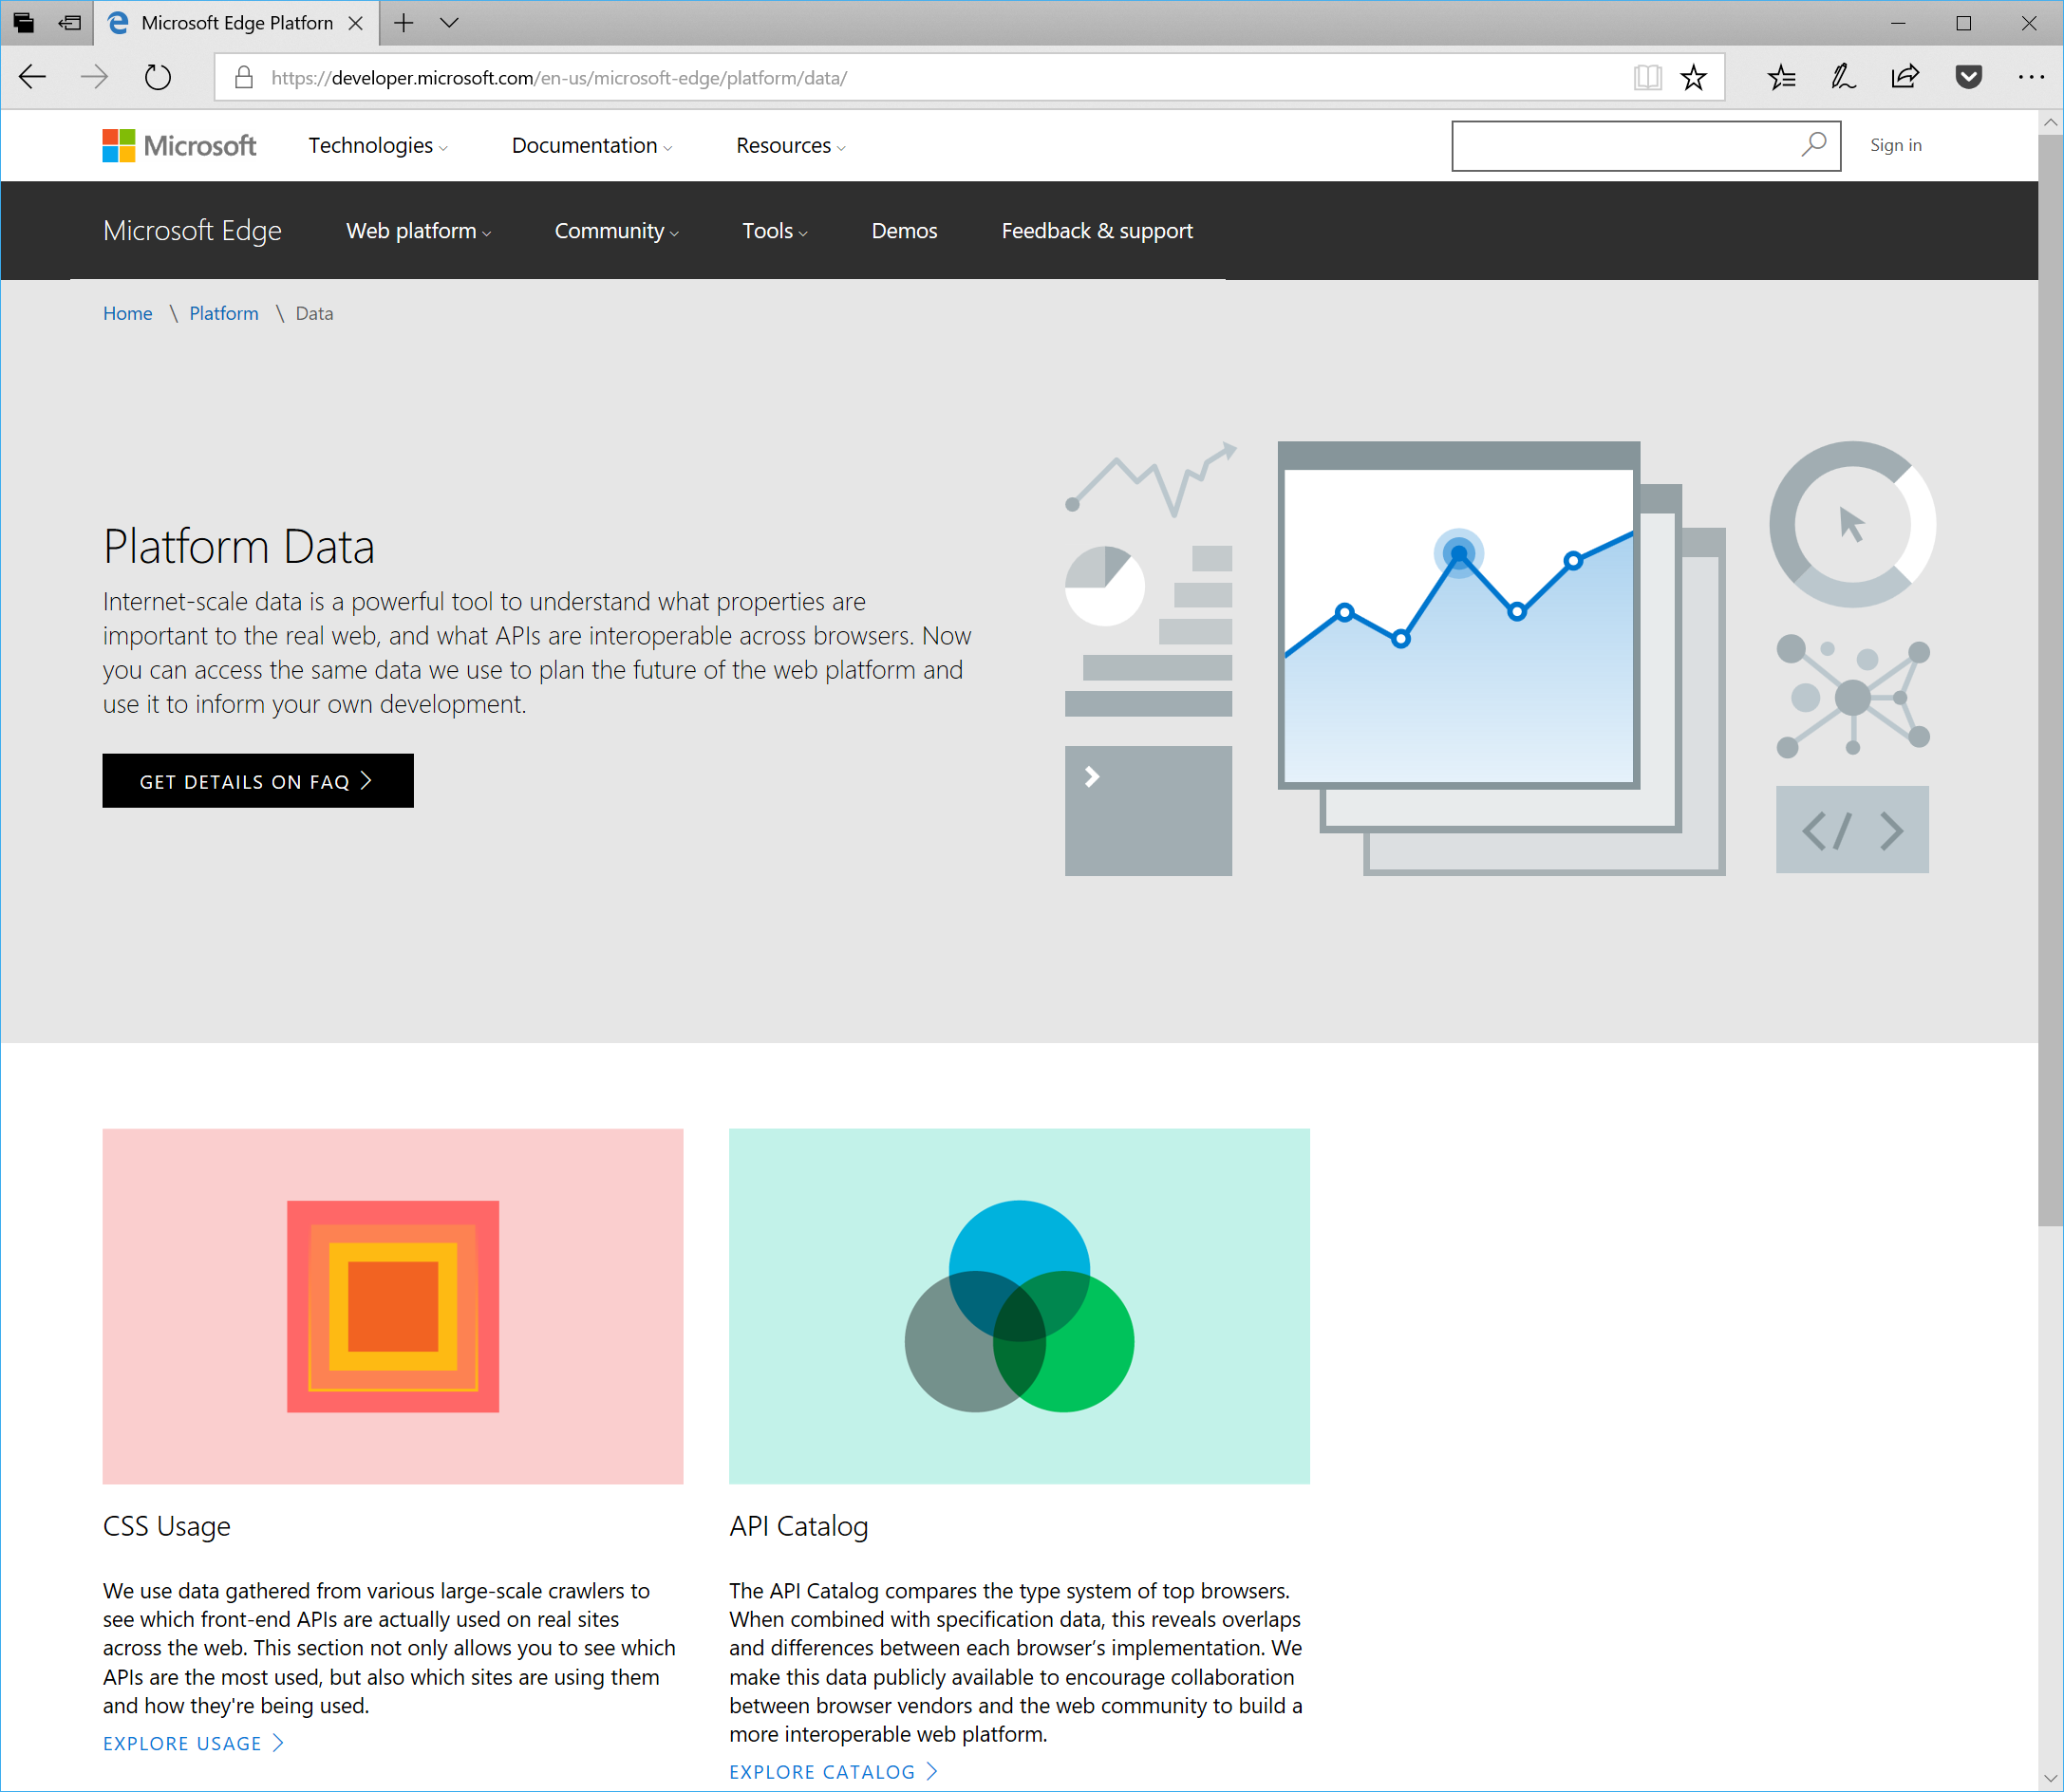 Microsoft Edge Platforn
https://developer.microsoft.com/en-us/microsoft-edge/platform/data/
Microsoft Technologies Documentation Resources Sign in
Microsoft Edge Web platform Community Tools Demos Feedback & support
Home \ Platform \ Data
Platform Data
Internet-scale data is a powerful tool to understand what properties are
important to the real web, and what APIs are interoperable across browsers. Now
you can access the same data we use to plan the future of the web platform and
use it to inform your own development.
GET DETAILS ON FAQ
</>
CSS Usage
We use data gathered from various large-scale crawlers to
see which front-end APIs are actually used on real sites
across the web. This section not only allows you to see which
APIs are the most used, but also which sites are using them
and how they're being used.
EXPLORE USAGE
API Catalog
The API Catalog compares the type system of top browsers.
When combined with specification data, this reveals overlaps
and differences between each browser’s implementation. We
make this data publicly available to encourage collaboration
between browser vendors and the web community to build a
more interoperable web platform.
EXPLORE CATALOG